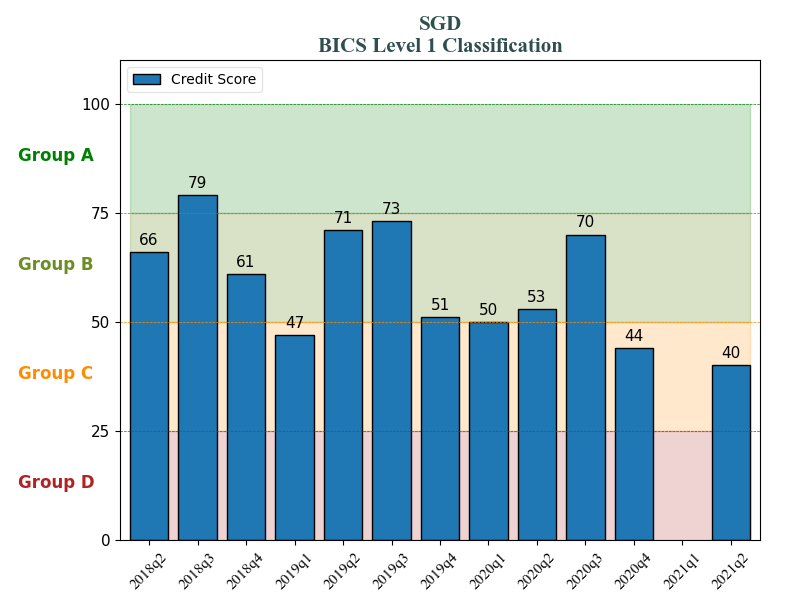 SGD
BICS Level 1 Classification
Credit Score
100
75
50
25
0
Group A
Group B
Group C
Group D
66
79
61
47
71
73
51
50
53
70
44
40
2018q2
2018q3
2018q4
2019q1
2019q2
2019q3
2019q4
2020q1
2020q2
2020q3
2020q4
2021q1
2021q2